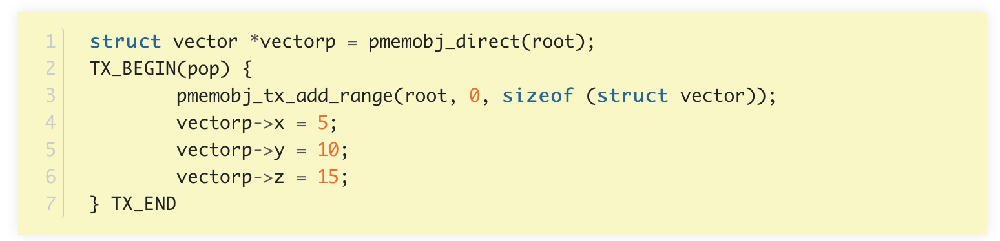 1 struct vector *vectorp = pmemobj_direct(root);
2 TX_BEGIN(pop) {
3         pmemobj_tx_add_range(root, 0, sizeof (struct vector));
4         vectorp->x = 5;
5         vectorp->y = 10;
6         vectorp->z = 15;
7 } TX_END